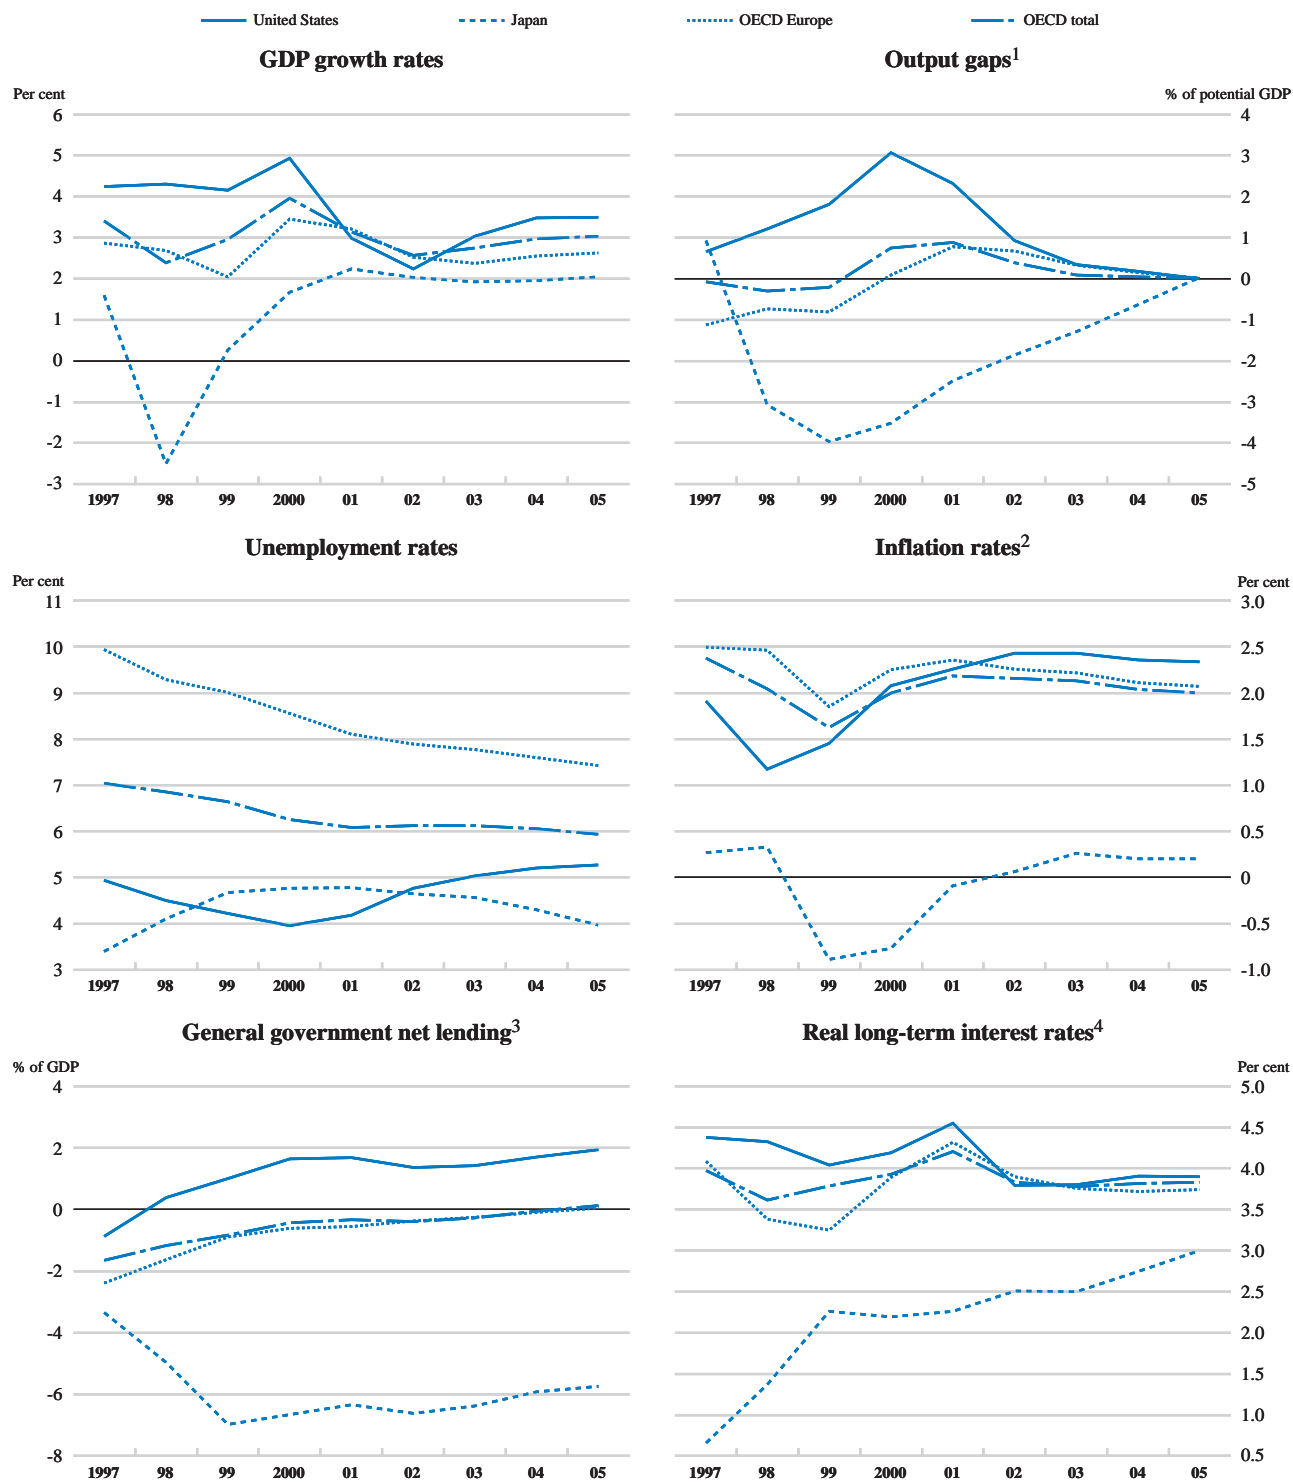 United States Japan OECD Europe OECD total
GDP growth rates
Per cent
6
5
4
3
2
1
0
-1
-2
-3
1997 98 99 2000 01 02 03 04 05
Output gaps1
% of potential GDP
4
3
2
1
0
-1
-2
-3
-4
-5
1997 98 99 2000 01 02 03 04 05
Unemployment rates
Per cent
11
10
9
8
7
6
5
4
3
1997 98 99 2000 01 02 03 04 05
Inflation rates2
Per cent
3.0
2.5
2.0
1.5
1.0
0.5
0
-0.5
-1.0
1997 98 99 2000 01 02 03 04 05
General government net lending3
% of GDP
4
2
0
-2
-4
-6
-8
1997 98 99 2000 01 02 03 04 05
Real long-term interest rates4
Per cent
5.0
4.5
4.0
3.5
3.0
2.5
2.0
1.5
1.0
0.5
1997 98 99 2000 01 02 03 04 05